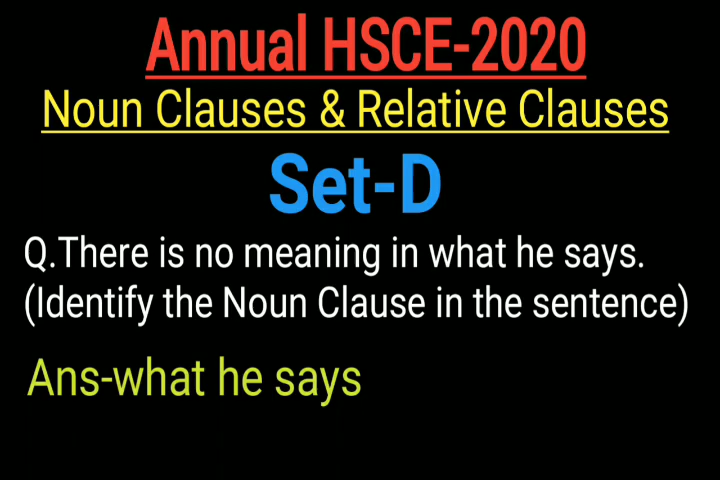 Annual HSCE-2020
Noun Clauses & Relative Clauses
Set-D
Q.There is no meaning in what he says.
(Identify the Noun Clause in the sentence)
Ans-what he says